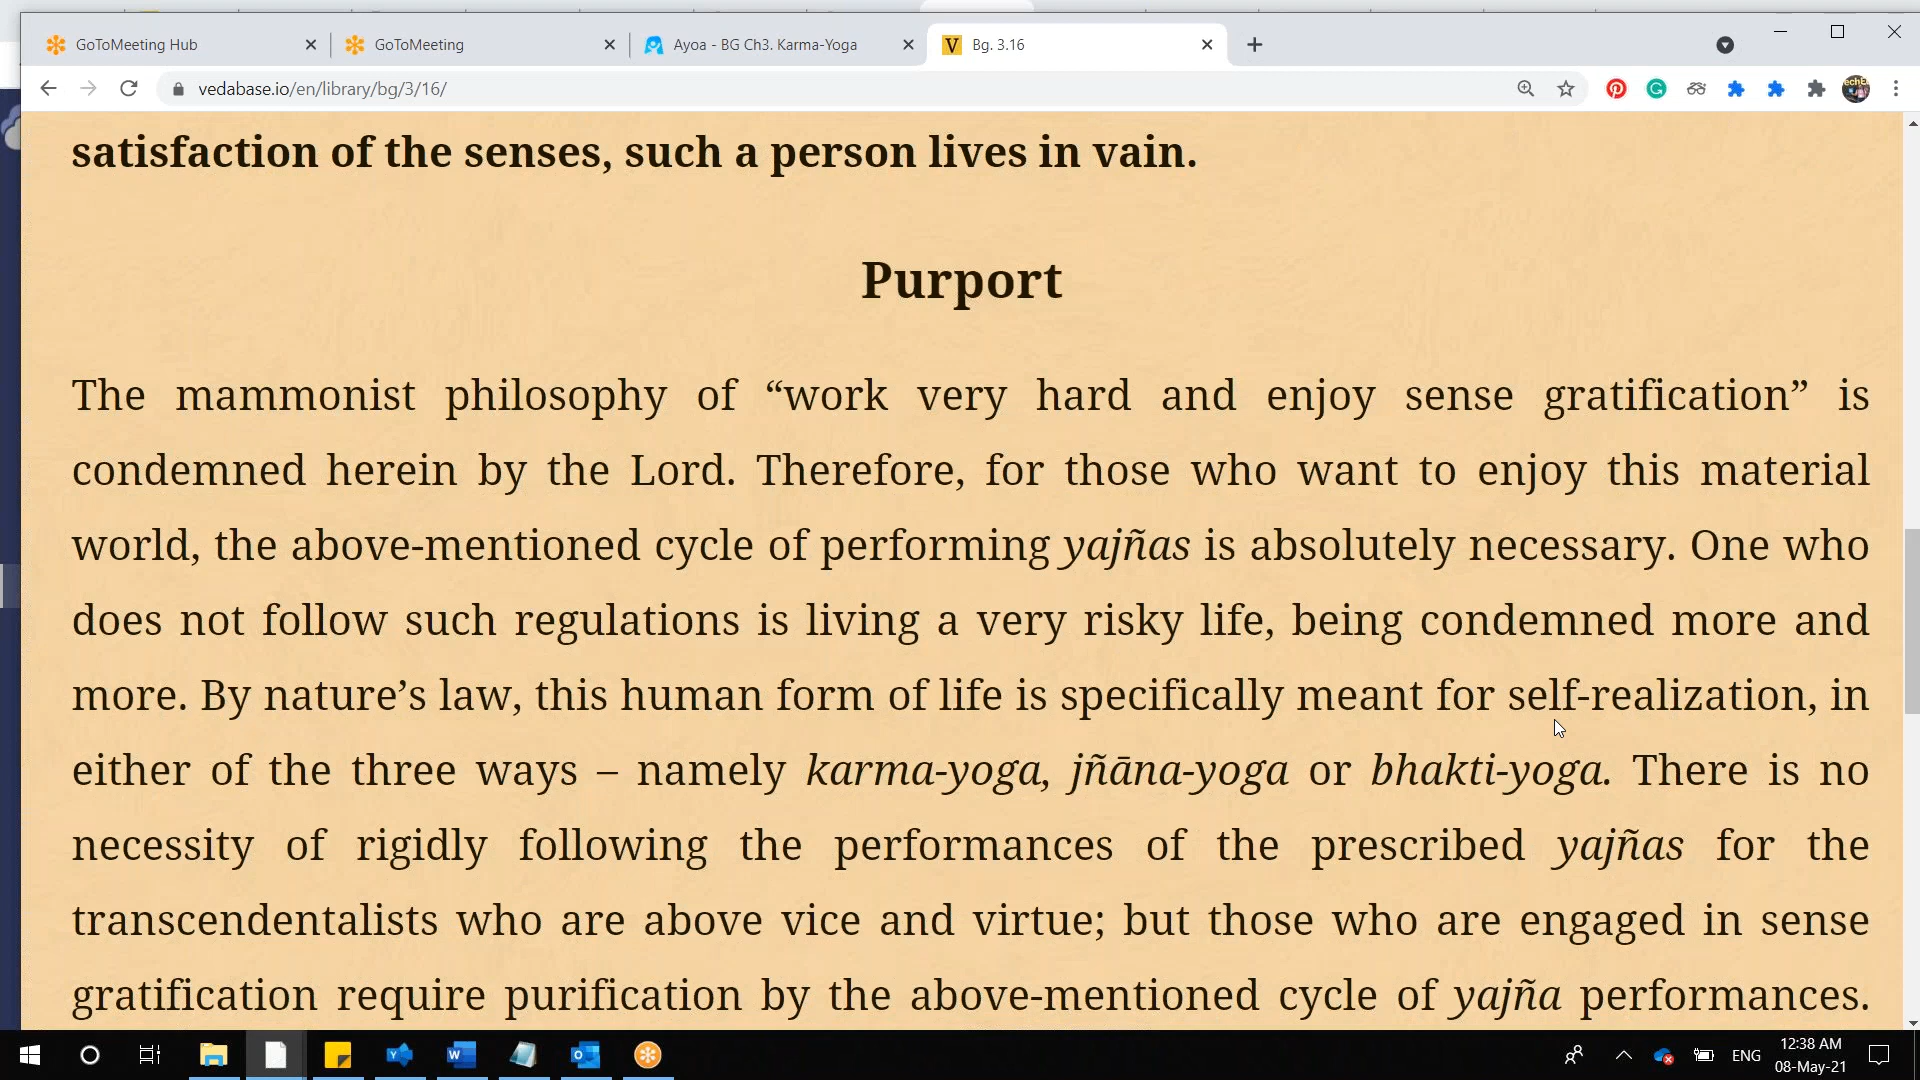 GoToMeeting Hub
GoToMeeting
Ayoa - BG Ch3. Karma-Yoga
Bg. 3.16
vedabase.io/en/library/bg/3/16/
satisfaction of the senses, such a person lives in vain.
Purport
The mammonist philosophy of “work very hard and enjoy sense gratification” is
condemned herein by the Lord. Therefore, for those who want to enjoy this material
world, the above-mentioned cycle of performing yajñas is absolutely necessary. One who
does not follow such regulations is living a very risky life, being condemned more and
more. By nature’s law, this human form of life is specifically meant for self-realization, in
either of the three ways – namely karma-yoga, jñāna-yoga or bhakti-yoga. There is no
necessity of rigidly following the performances of the prescribed yajñas for the
transcendentalists who are above vice and virtue; but those who are engaged in sense
gratification require purification by the above-mentioned cycle of yajña performances.
ENG
12:38 AM
08-May-21